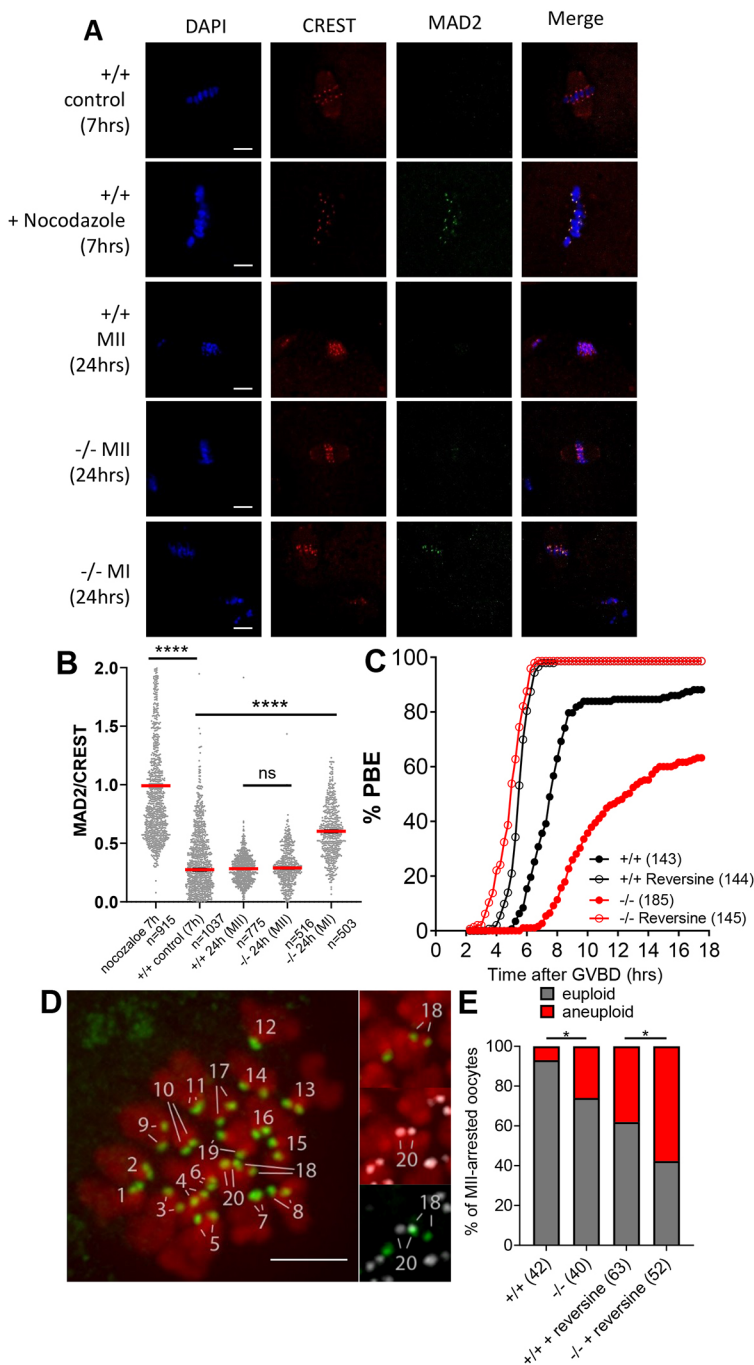 A
DAPI
CREST
MAD2
Merge
+/+
control
(7hrs)
+/+
+ Nocodazole
(7hrs)
+/+
MII
(24hrs)
-/- MII
(24hrs)
-/- MI
(24hrs)
B
MAD2/CREST
2.0
1.0
0.5
0.0
****
****
ns
nocozaloe 7h
n=915
+/+ control (7h)
n=1037
+/+ 24h (MII)
n=775
-/- 24h (MII)
n=516
-/- 24h (MI)
n=503
C
% PBE
100
80
60
40
20
0
0 2 4 6 8 10 12 14 16 18
Time after GVBD (hrs)
+/+ (143)
+/+ Reversine (144)
-/- (185)
-/- Reversine (145)
D
12
17
10
11
14
13
9
16
19
15
2
6
4
18
1
3
20
7
8
5
18
20
18
20
E
euploid
aneuploid
% of MII-arrested oocytes
100
80
60
40
20
0
*
*
+/+ (42)
-/- (40)
+/+ + reversine (63)
-/- + reversine (52)